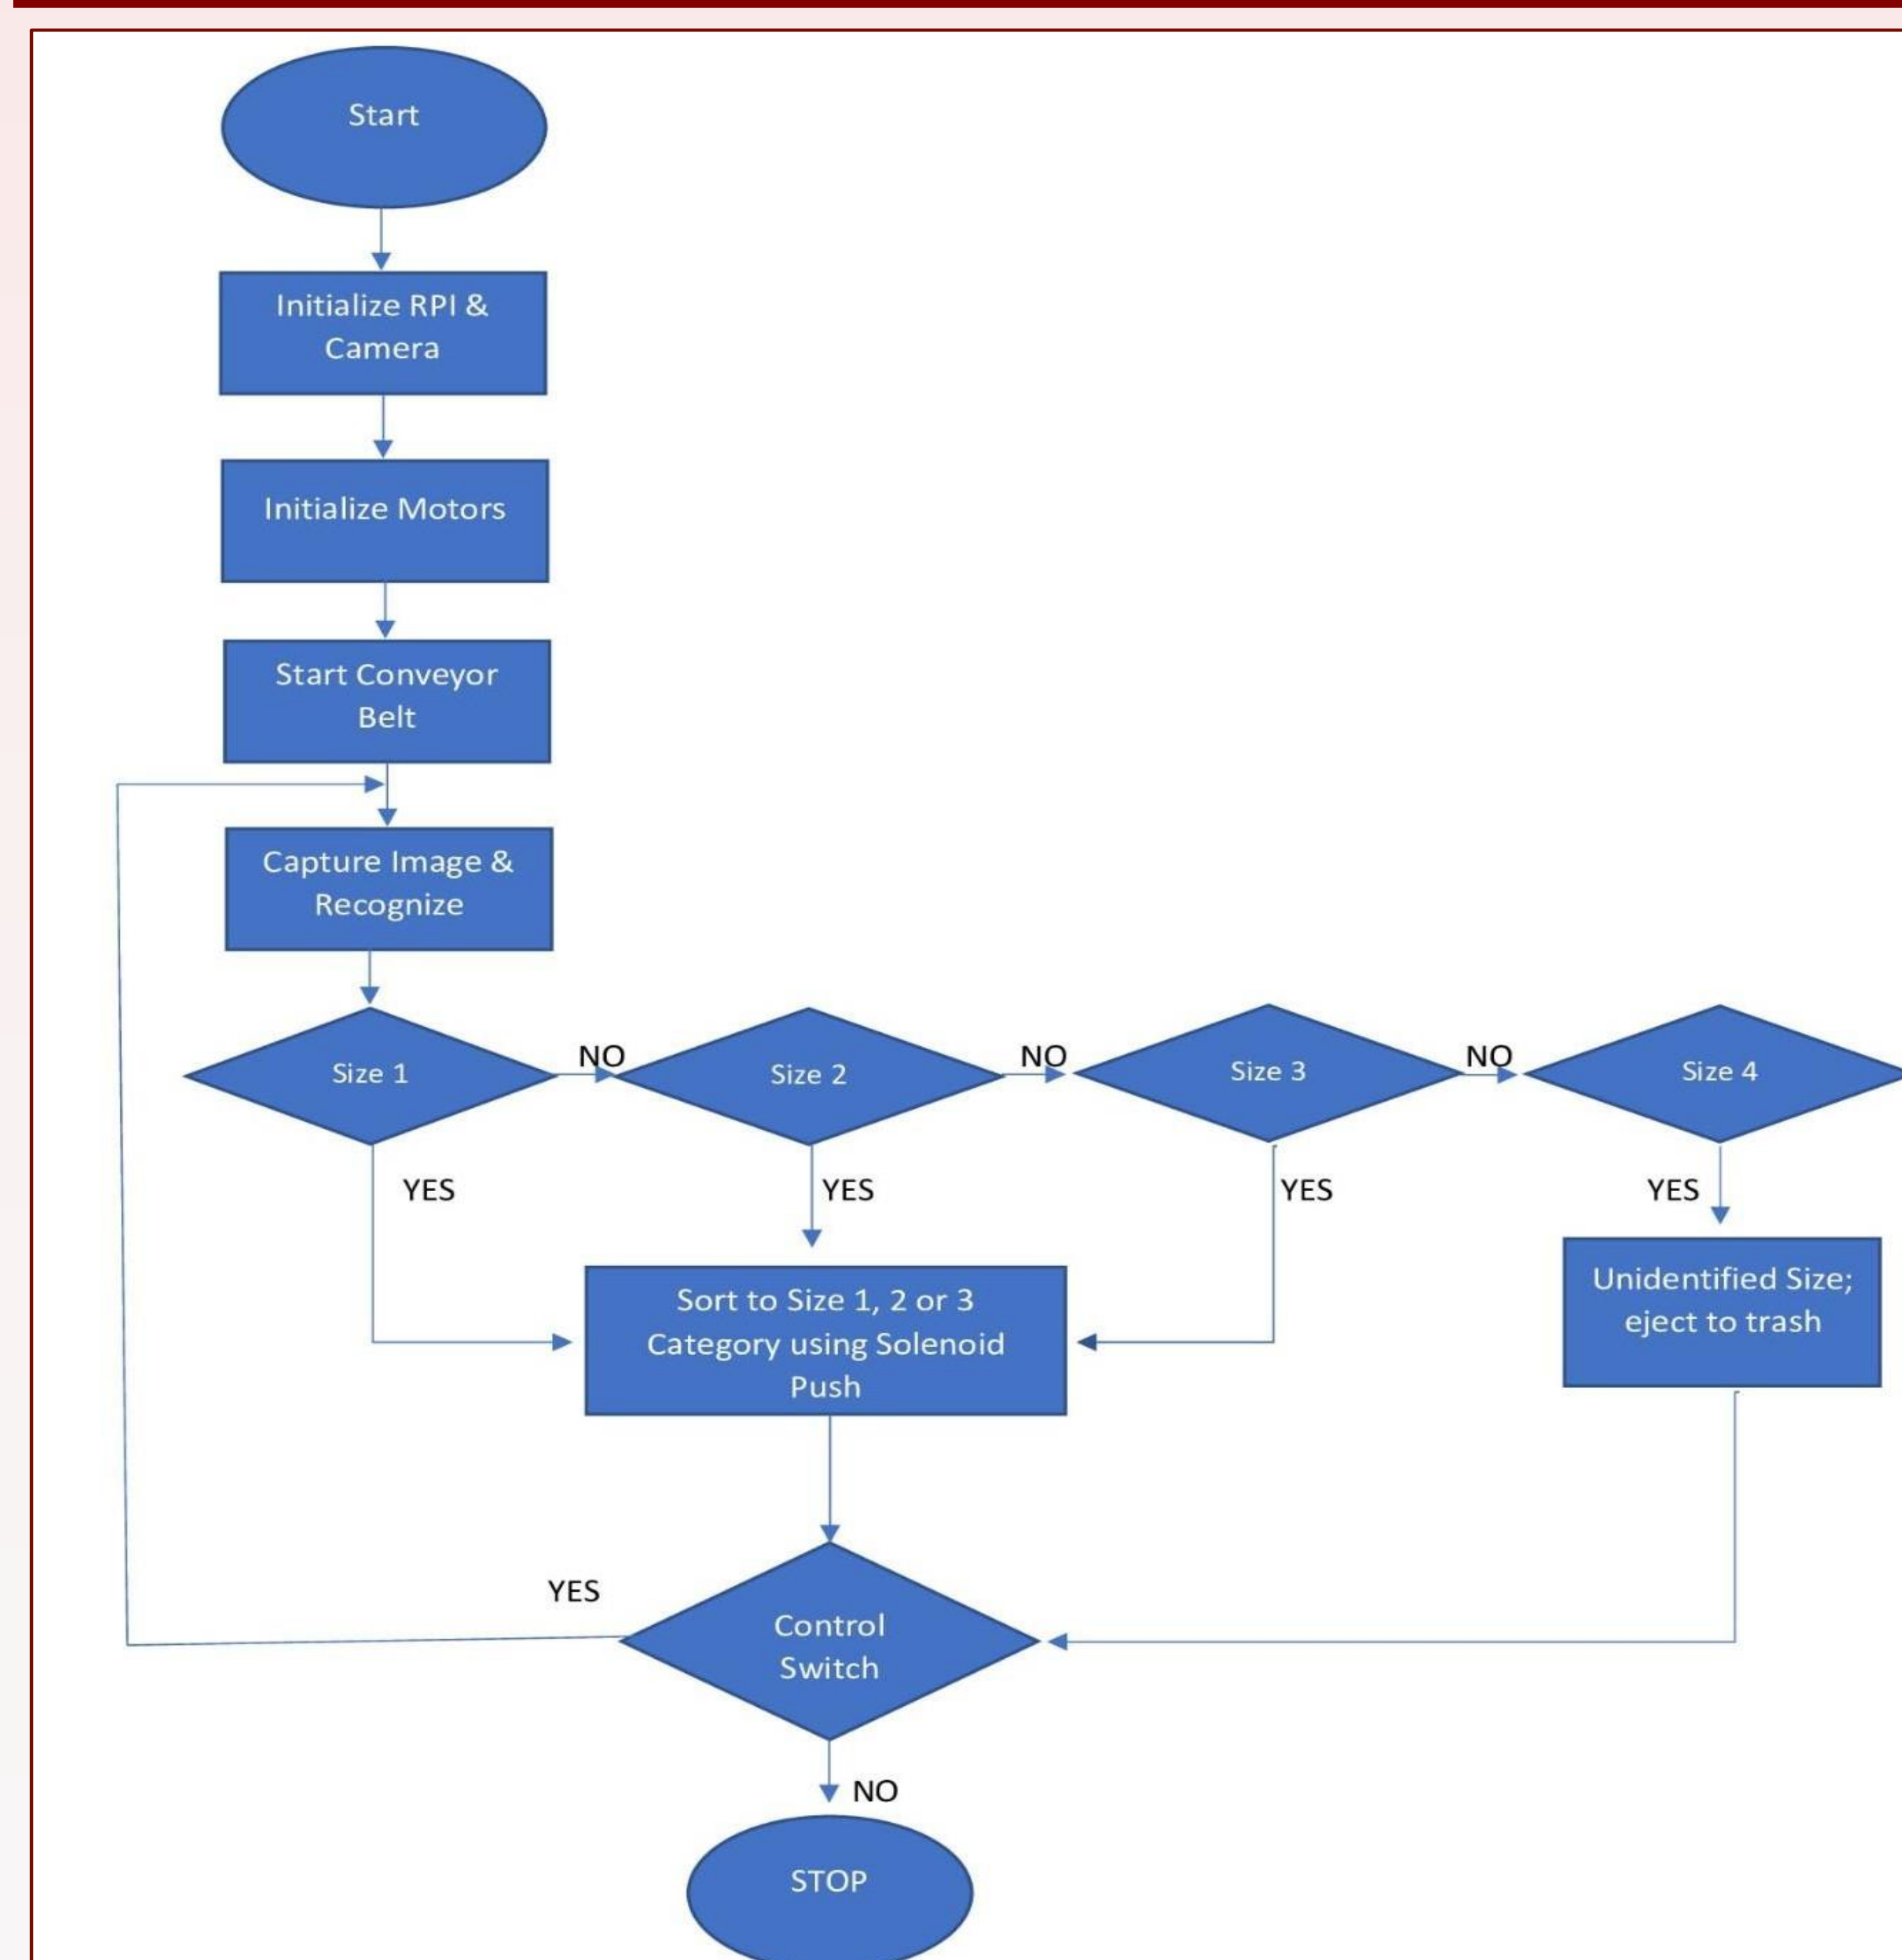 Start
Initialize RPI &
Camera
Initialize Motors
Start Conveyor
Belt
Capture Image &
Recognize
Size 1
NO
Size 2
NO
Size 3
NO
Size 4
YES
YES
YES
YES
Sort to Size 1, 2 or 3
Category using Solenoid
Push
Unidentified Size;
eject to trash
YES
Control
Switch
NO
STOP